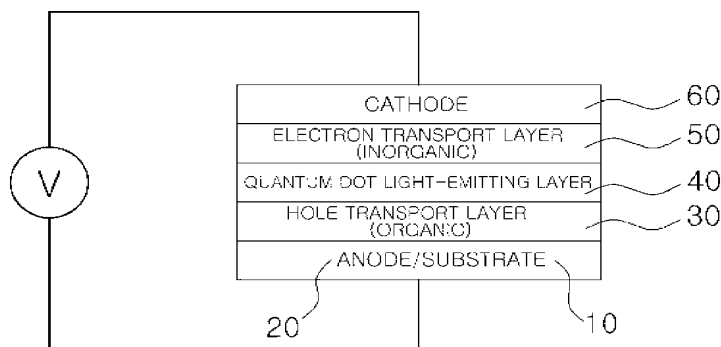 CATHODE
60
ELECTRON TRANSPORT LAYER
(INORGANIC)
50
V
QUANTUM DOT LIGHT-EMITTING LAYER
40
HOLE TRANSPORT LAYER
(ORGANIC)
30
ANODE/SUBSTRATE
20
10